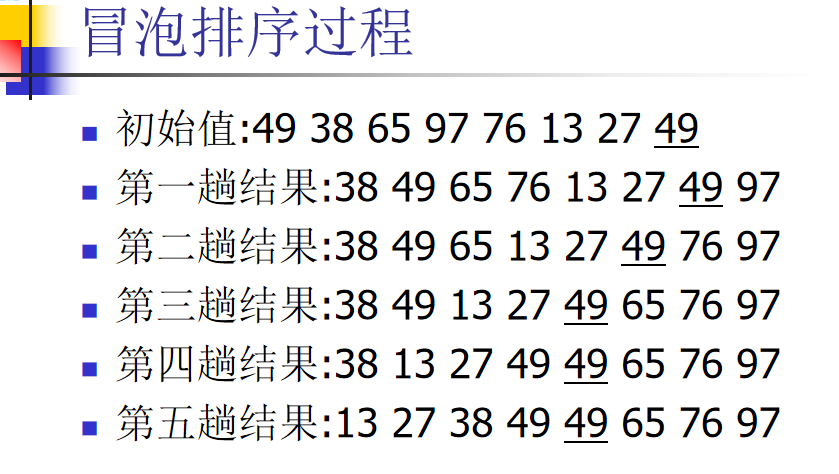 冒泡排序过程
初始值:49 38 65 97 76 13 27 49
第一趟结果:38 49 65 76 13 27 49 97
第二趟结果:38 49 65 13 27 49 76 97
第三趟结果:38 49 13 27 49 65 76 97
第四趟结果:38 13 27 49 49 65 76 97
第五趟结果:13 27 38 49 49 65 76 97